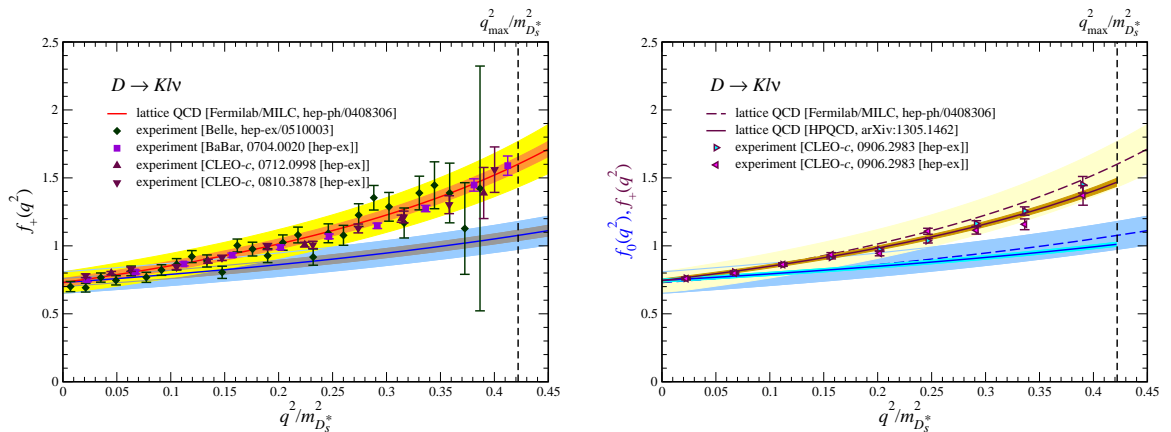 q²max/m²Ds*
2.5
2
1.5
1
0.5
0
f+(q²)
D → Klν
lattice QCD [Fermilab/MILC, hep-ph/0408306]
experiment [Belle, hep-ex/0510003]
experiment [BaBar, 0704.0020 [hep-ex]]
experiment [CLEO-c, 0712.0998 [hep-ex]]
experiment [CLEO-c, 0810.3878 [hep-ex]]
0 0.05 0.1 0.15 0.2 0.25 0.3 0.35 0.4 0.45
q²/m²Ds*
q²max/m²Ds*
2.5
2
1.5
1
0.5
0
f0(q²), f+(q²)
D → Klν
lattice QCD [Fermilab/MILC, hep-ph/0408306]
lattice QCD [HPQCD, arXiv:1305.1462]
experiment [CLEO-c, 0906.2983 [hep-ex]]
experiment [CLEO-c, 0906.2983 [hep-ex]]
0 0.05 0.1 0.15 0.2 0.25 0.3 0.35 0.4 0.45
q²/m²Ds*